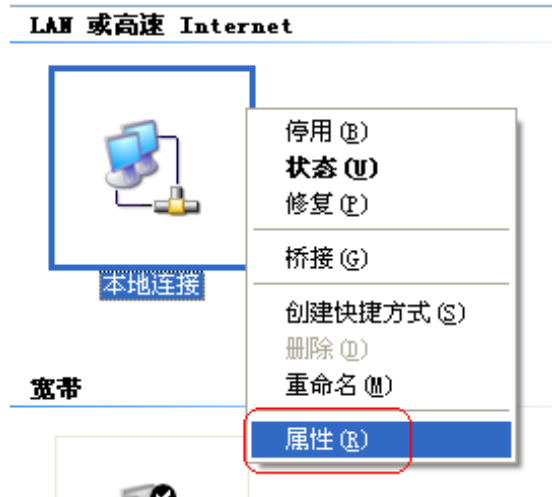 LAN 或高速 Internet
停用(B)
状态(U)
修复(P)
桥接(G)
本地连接
创建快捷方式(S)
删除(D)
重命名(M)
宽带
属性(R)